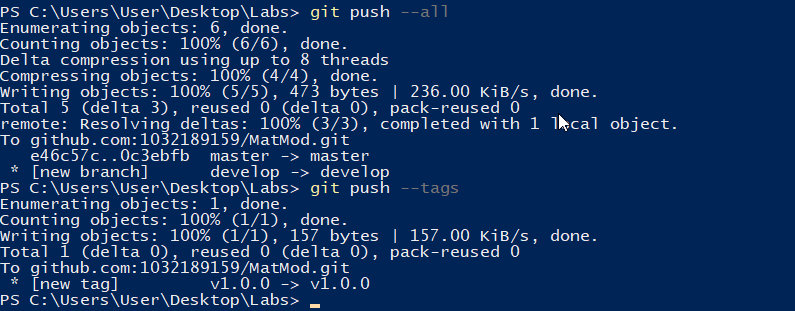 PS C:\Users\User\Desktop\Labs> git push --all
Enumerating objects: 6, done.
Counting objects: 100% (6/6), done.
Delta compression using up to 8 threads
Compressing objects: 100% (4/4), done.
Writing objects: 100% (5/5), 473 bytes | 236.00 KiB/s, done.
Total 5 (delta 3), reused 0 (delta 0), pack-reused 0
remote: Resolving deltas: 100% (3/3), completed with 1 local object.
To github.com:1032189159/MatMod.git
   e46c57c..0c3ebfb  master -> master
 * [new branch]      develop -> develop
PS C:\Users\User\Desktop\Labs> git push --tags
Enumerating objects: 1, done.
Counting objects: 100% (1/1), done.
Writing objects: 100% (1/1), 157 bytes | 157.00 KiB/s, done.
Total 1 (delta 0), reused 0 (delta 0), pack-reused 0
To github.com:1032189159/MatMod.git
 * [new tag]         v1.0.0 -> v1.0.0
PS C:\Users\User\Desktop\Labs>